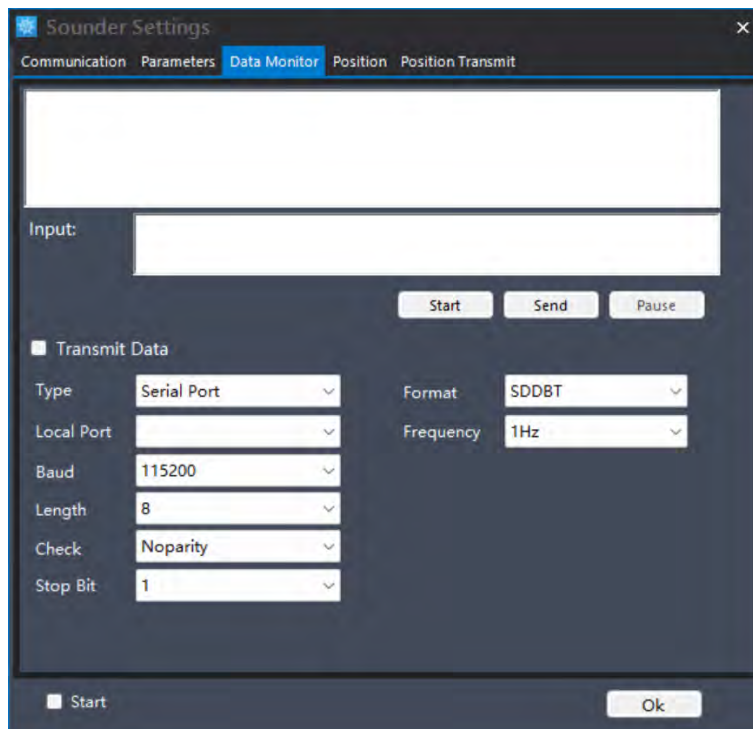 Sounder Settings
Communication Parameters Data Monitor Position Position Transmit
Input:
Start Send Pause
Transmit Data
Type Serial Port Format SDDBT
Local Port Frequency 1Hz
Baud 115200
Length 8
Check Noparity
Stop Bit 1
Start Ok